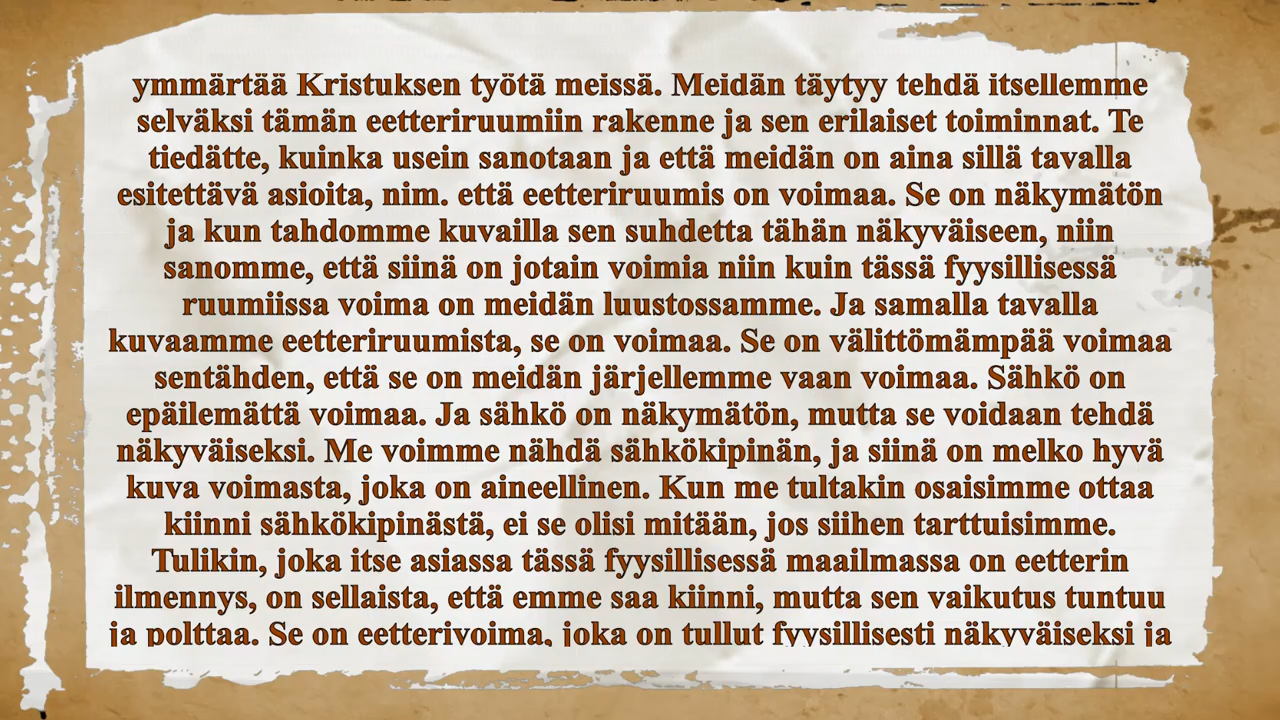 ymmärtää Kristuksen työtä meissä. Meidän täytyy tehdä itsellemme
selväksi tämän eetteriruumiin rakenne ja sen erilaiset toiminnat. Te
tiedätte, kuinka usein sanotaan ja että meidän on aina sillä tavalla
esitettävä asioita, nim. että eetteriruumis on voimaa. Se on näkymätön
ja kun tahdomme kuvailla sen suhdetta tähän näkyväiseen, niin
sanomme, että siinä on jotain voimia niin kuin tässä fyysillisessä
ruumiissa voima on meidän luustossamme. Ja samalla tavalla
kuvaamme eetteriruumista, se on voimaa. Se on välittömämpää voimaa
sentähden, että se on meidän järjellemme vaan voimaa. Sähkö on
epäilemättä voimaa. Ja sähkö on näkymätön, mutta se voidaan tehdä
näkyväiseksi. Me voimme nähdä sähkökipinän, ja siinä on melko hyvä
kuva voimasta, joka on aineellinen. Kun me tultakin osaisimme ottaa
kiinni sähkökipinästä, ei se olisi mitään, jos siihen tarttuisimme.
Tulikin, joka itse asiassa tässä fyysillisessä maailmassa on eetterin
ilmennys, on sellaista, että emme saa kiinni, mutta sen vaikutus tuntuu
ja polttaa. Se on eetterivoima, joka on tullut fyysillisesti näkyväiseksi ja